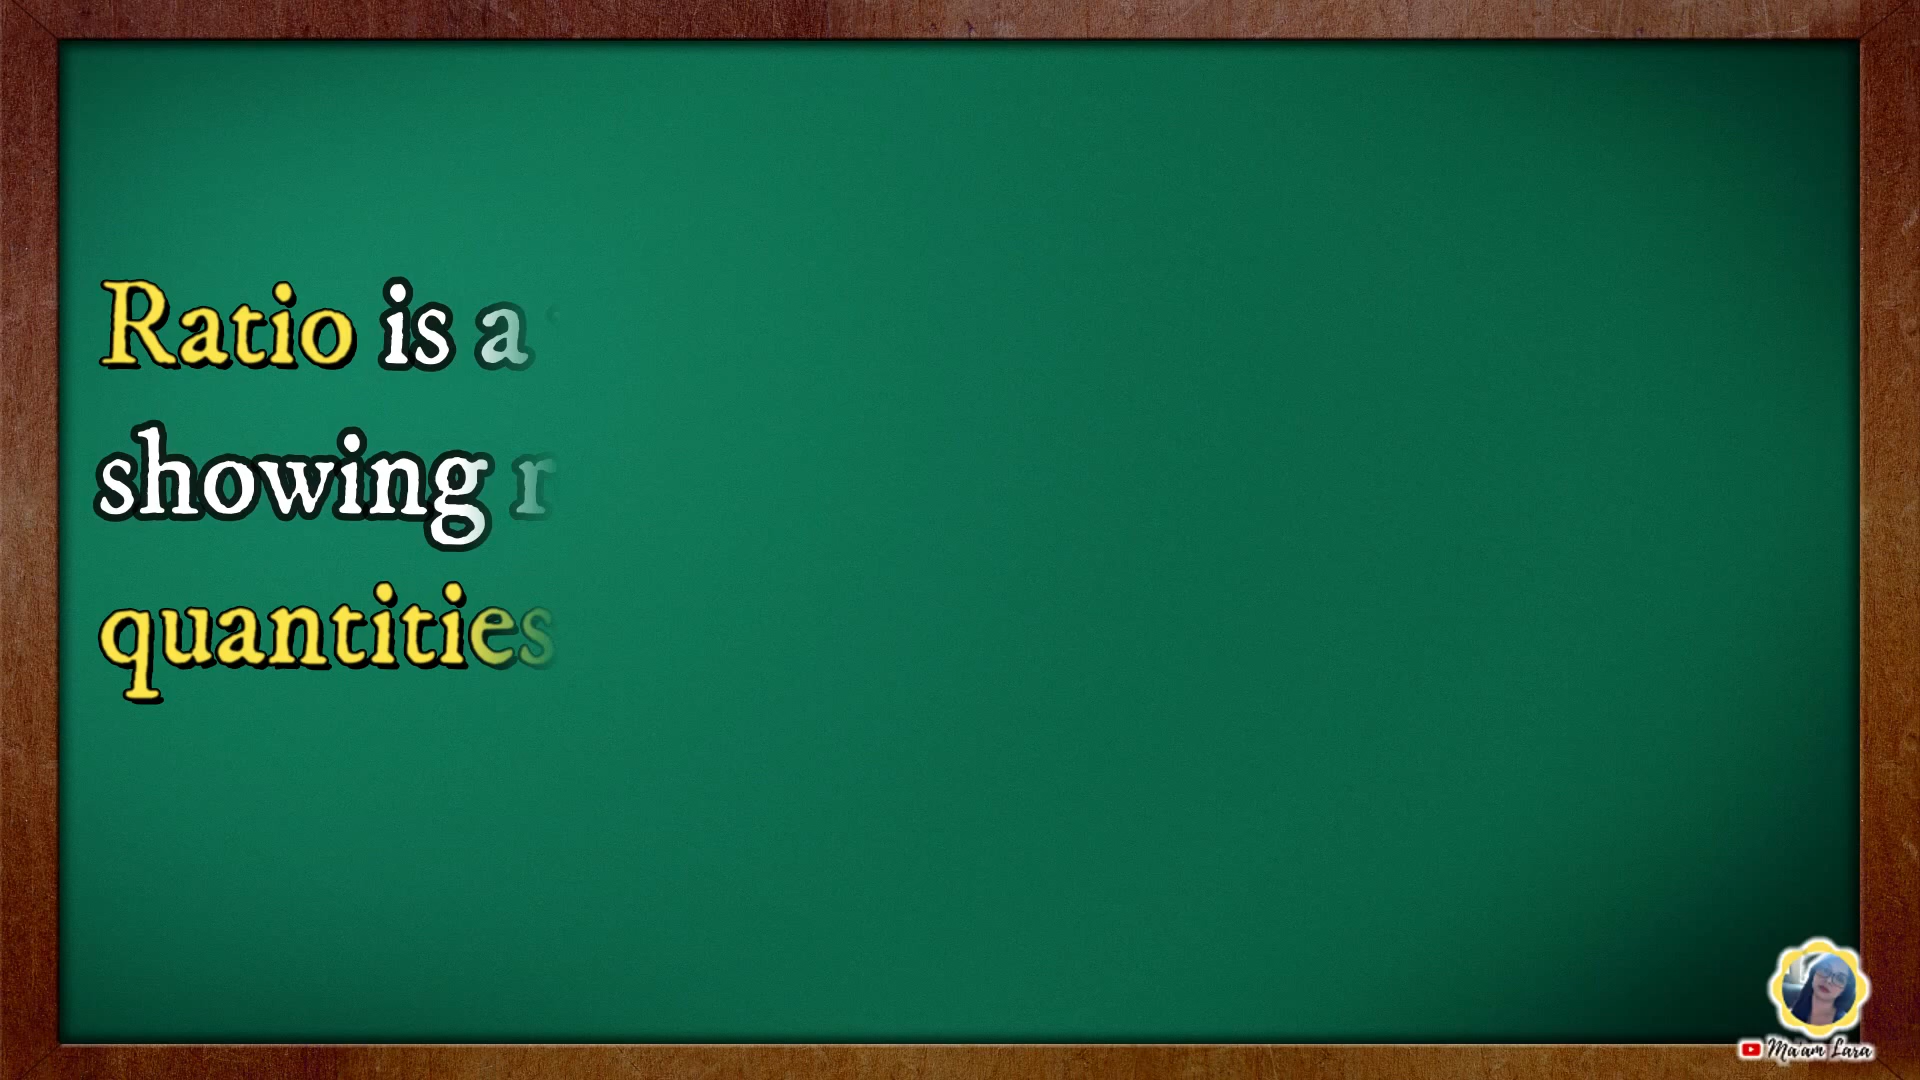 Ratio is a
showing
quantities
Ma'am Lara